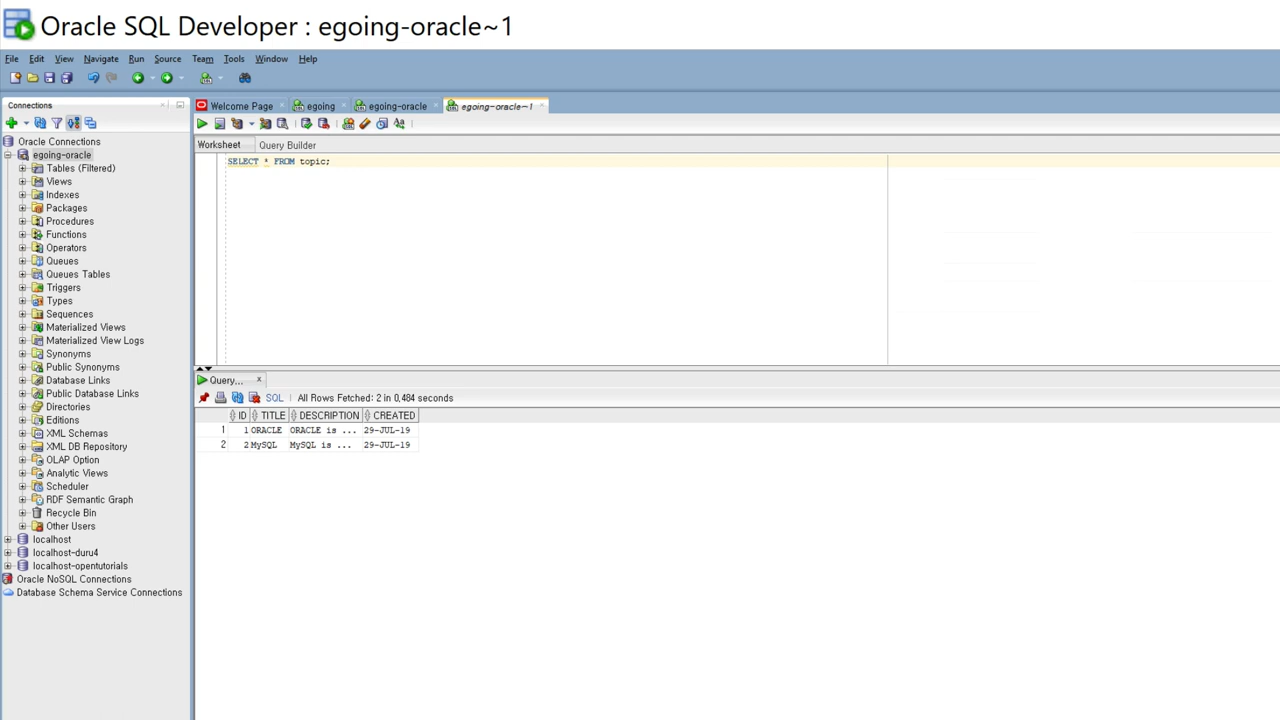 Oracle SQL Developer : egoing-oracle~1
File Edit View Navigate Run Source Team Tools Window Help
Connections
Welcome Page egoing egoing-oracle egoing-oracle~1
Worksheet Query Builder
SELECT * FROM topic;
Oracle Connections
egoing-oracle
Tables (Filtered)
Views
Indexes
Packages
Procedures
Functions
Operators
Queues
Queues Tables
Triggers
Types
Sequences
Materialized Views
Materialized View Logs
Synonyms
Public Synonyms
Database Links
Public Database Links
Directories
Editions
XML Schemas
XML DB Repository
OLAP Option
Analytic Views
Scheduler
RDF Semantic Graph
Recycle Bin
Other Users
localhost
localhost-duru4
localhost-opentutorials
Oracle NoSQL Connections
Database Schema Service Connections
Query...
SQL All Rows Fetched: 2 in 0,484 seconds
ID TITLE DESCRIPTION CREATED
1 1 ORACLE ORACLE is ... 29-JUL-19
2 2 MySQL MySQL is ... 29-JUL-19